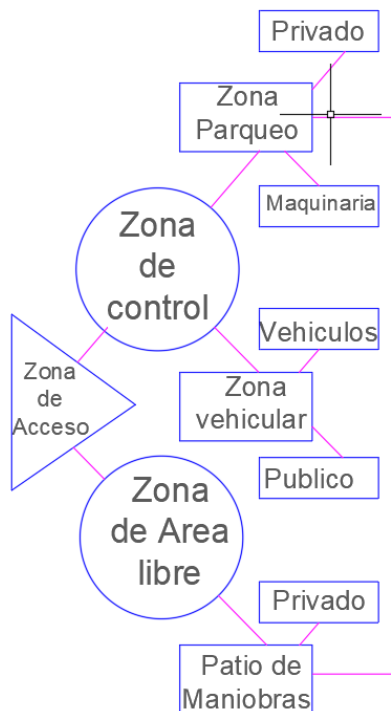 Privado
Zona
Parqueo
Maquinaria
Zona
de
control
Vehiculos
Zona
de
Acceso
Zona
vehicular
Publico
Zona
de Area
libre
Privado
Patio de
Maniobras